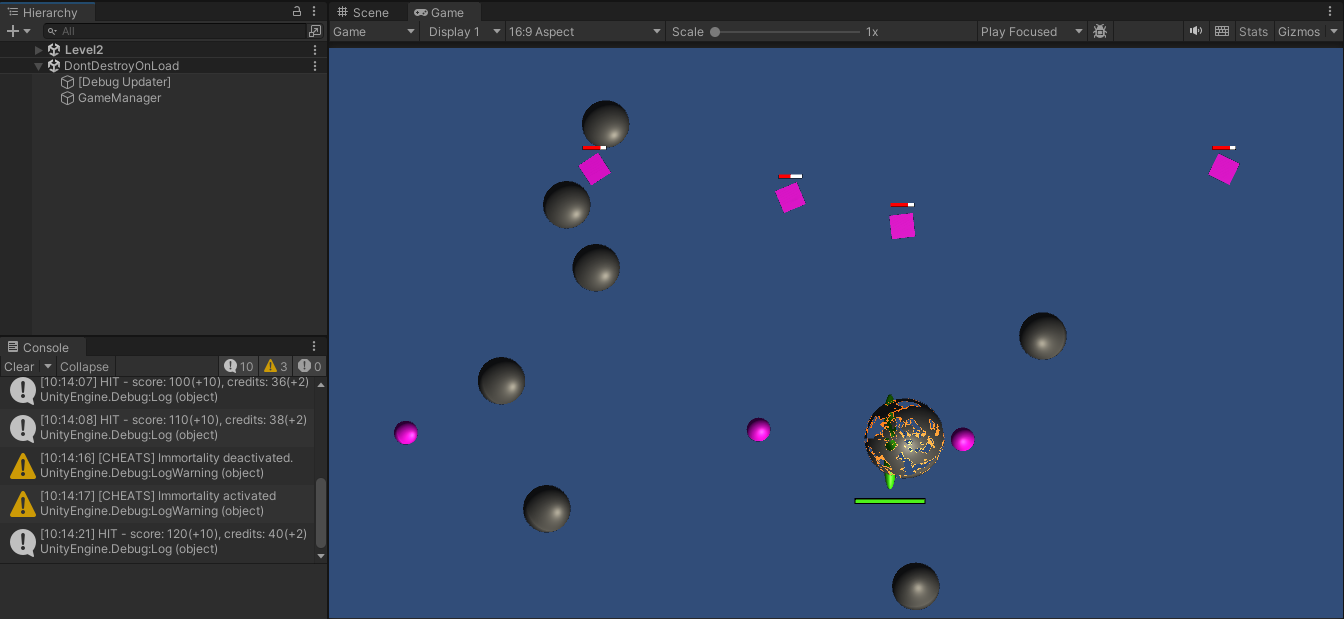 Hierarchy
All
Level2
DontDestroyOnLoad
[Debug Updater]
GameManager
Console
Clear Collapse 10 3 0
[10:14:07] HIT - score: 100(+10), credits: 36(+2)
UnityEngine.Debug:Log (object)
[10:14:08] HIT - score: 110(+10), credits: 38(+2)
UnityEngine.Debug:Log (object)
[10:14:16] [CHEATS] Immortality deactivated.
UnityEngine.Debug:LogWarning (object)
[10:14:17] [CHEATS] Immortality activated
UnityEngine.Debug:LogWarning (object)
[10:14:21] HIT - score: 120(+10), credits: 40(+2)
UnityEngine.Debug:Log (object)
Scene Game
Game Display 1 16:9 Aspect Scale 1x Play Focused Stats Gizmos